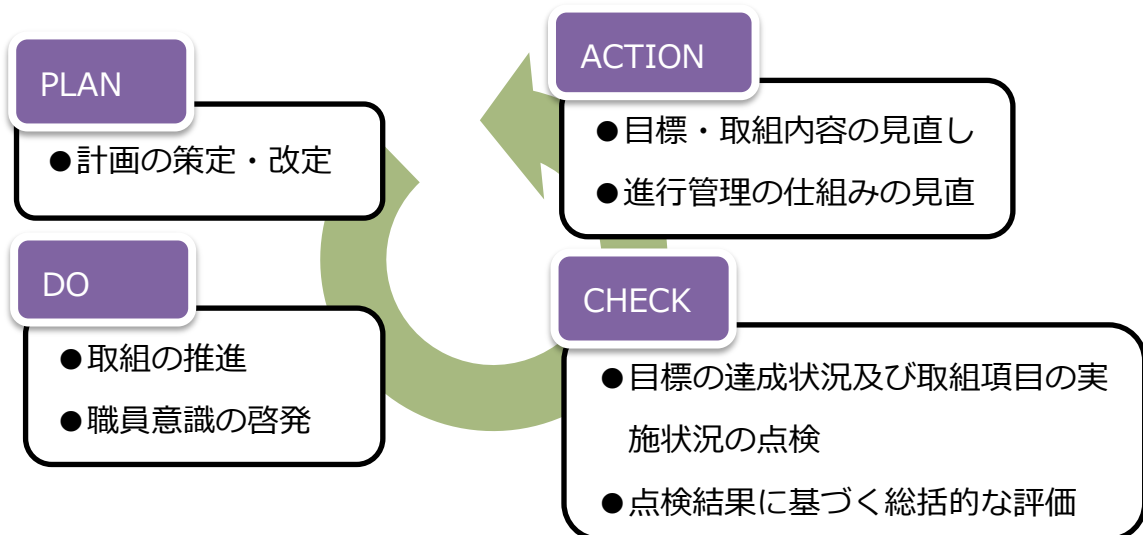 PLAN
●計画の策定・改定
DO
●取組の推進
●職員意識の啓発
ACTION
●目標・取組内容の見直し
●進行管理の仕組みの見直
CHECK
●目標の達成状況及び取組項目の実
施状況の点検
●点検結果に基づく総括的な評価